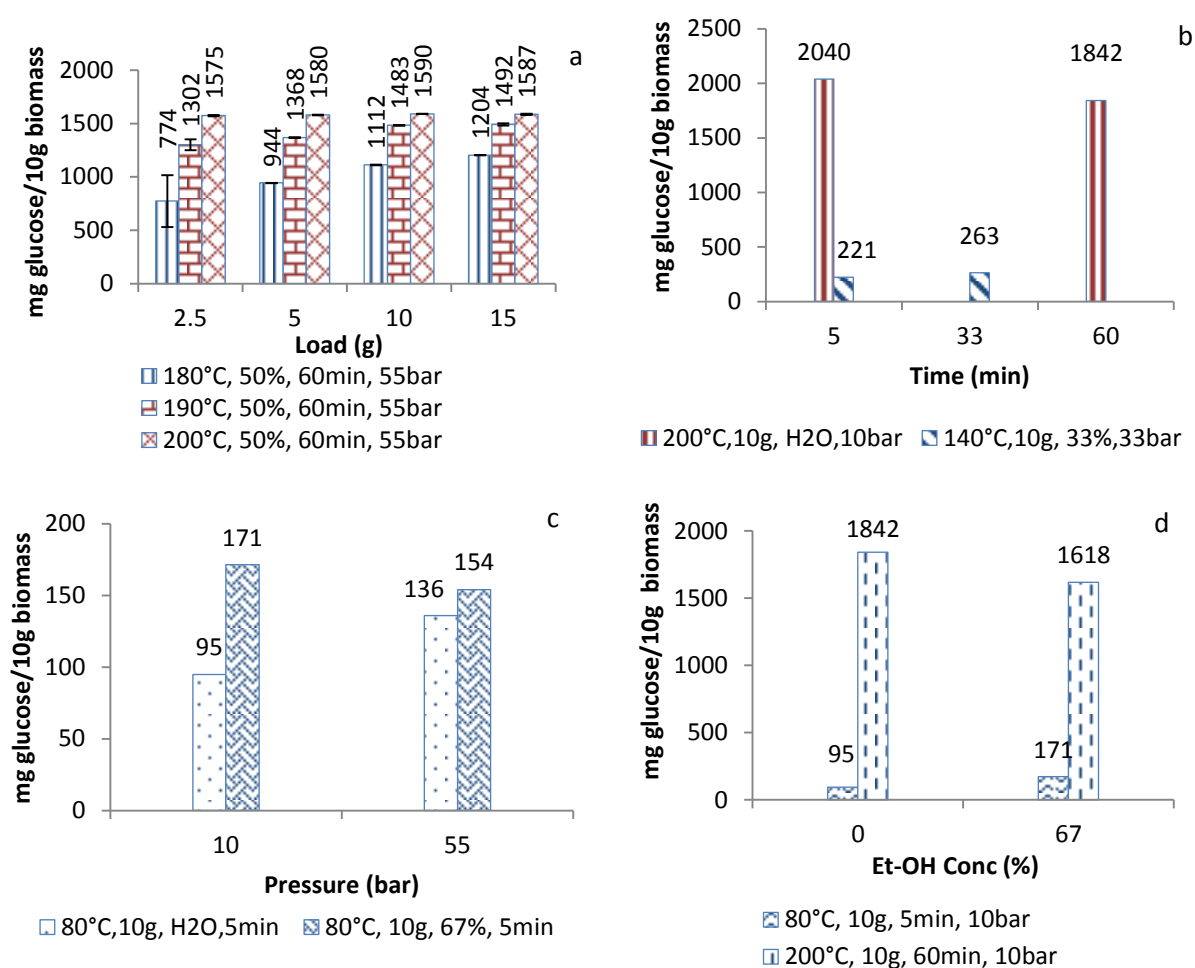 a
mg glucose/10g biomass
2000
1500
1000
500
0
774
1302
1575
944
1368
1580
1112
1483
1590
1204
1492
1587
2.5 5 10 15
Load (g)
180°C, 50%, 60min, 55bar
190°C, 50%, 60min, 55bar
200°C, 50%, 60min, 55bar
b
mg glucose/10g biomass
2500
2000
1500
1000
500
0
2040
221
263
1842
5 33 60
Time (min)
200°C,10g, H2O,10bar 140°C,10g, 33%,33bar
c
mg glucose/10g biomass
200
150
100
50
0
95
171
136
154
10 55
Pressure (bar)
80°C,10g, H2O,5min 80°C, 10g, 67%, 5min
d
mg glucose/10g biomass
2000
1500
1000
500
0
95
1842
171
1618
0 67
Et-OH Conc (%)
80°C, 10g, 5min, 10bar
200°C, 10g, 60min, 10bar